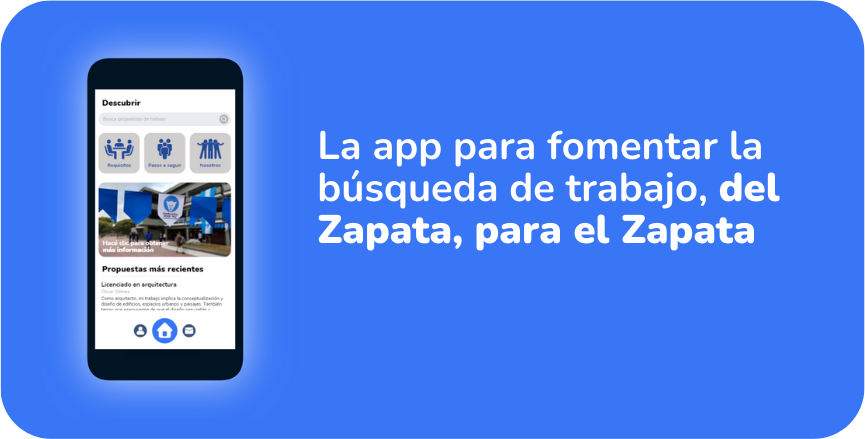 Descubrir
Busca propuestas de trabajo
Requisitos
Pasos a seguir
Nosotros
Hacé clic para obtener
más información
Propuestas más recientes
Licenciado en arquitectura
Óscar Gómez
Como arquitecto, mi trabajo implica la conceptualización y
diseño de edificios, espacios urbanos y paisajes. También
La app para fomentar la
búsqueda de trabajo, del
Zapata, para el Zapata